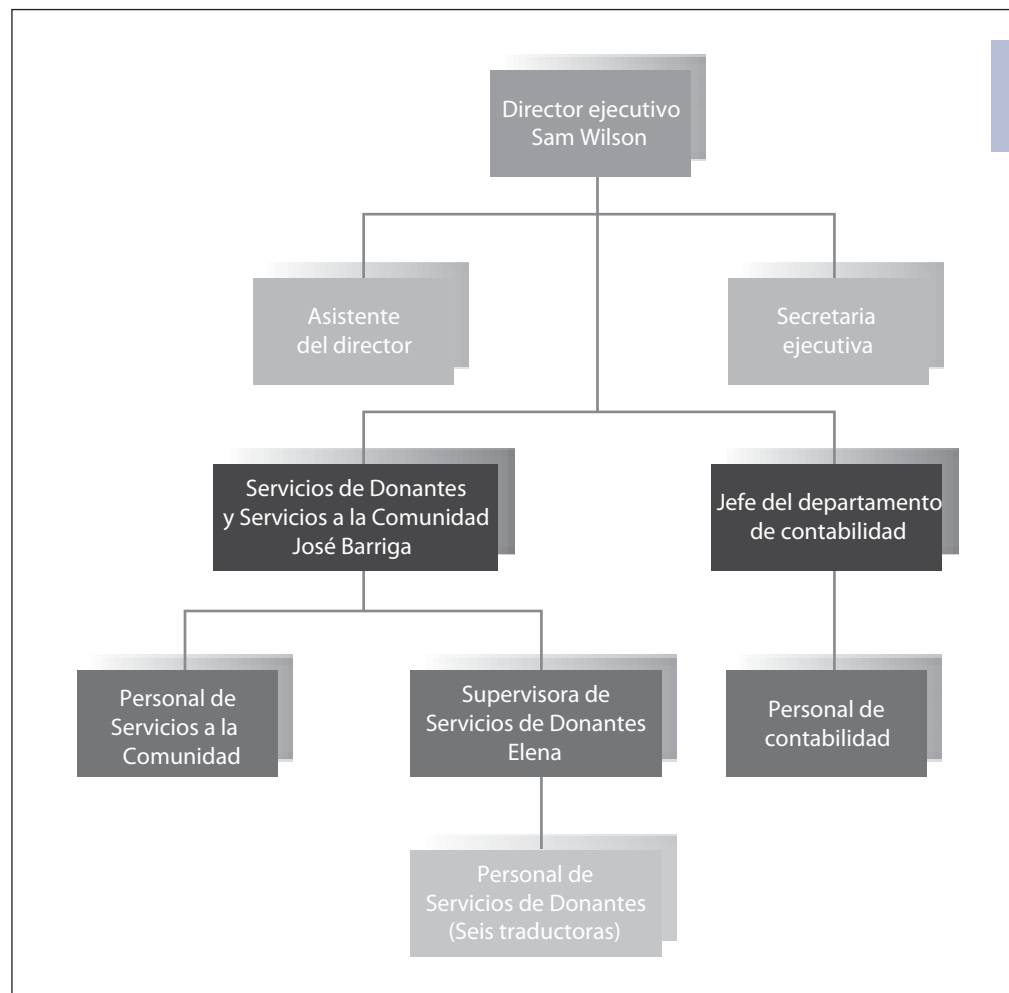 Director ejecutivo
Sam Wilson
Asistente
del director
Secretaria
ejecutiva
Servicios de Donantes
y Servicios a la Comunidad
José Barriga
Jefe del departamento
de contabilidad
Personal de
Servicios a la
Comunidad
Supervisora de
Servicios de Donantes
Elena
Personal de
contabilidad
Personal de
Servicios de Donantes
(Seis traductoras)